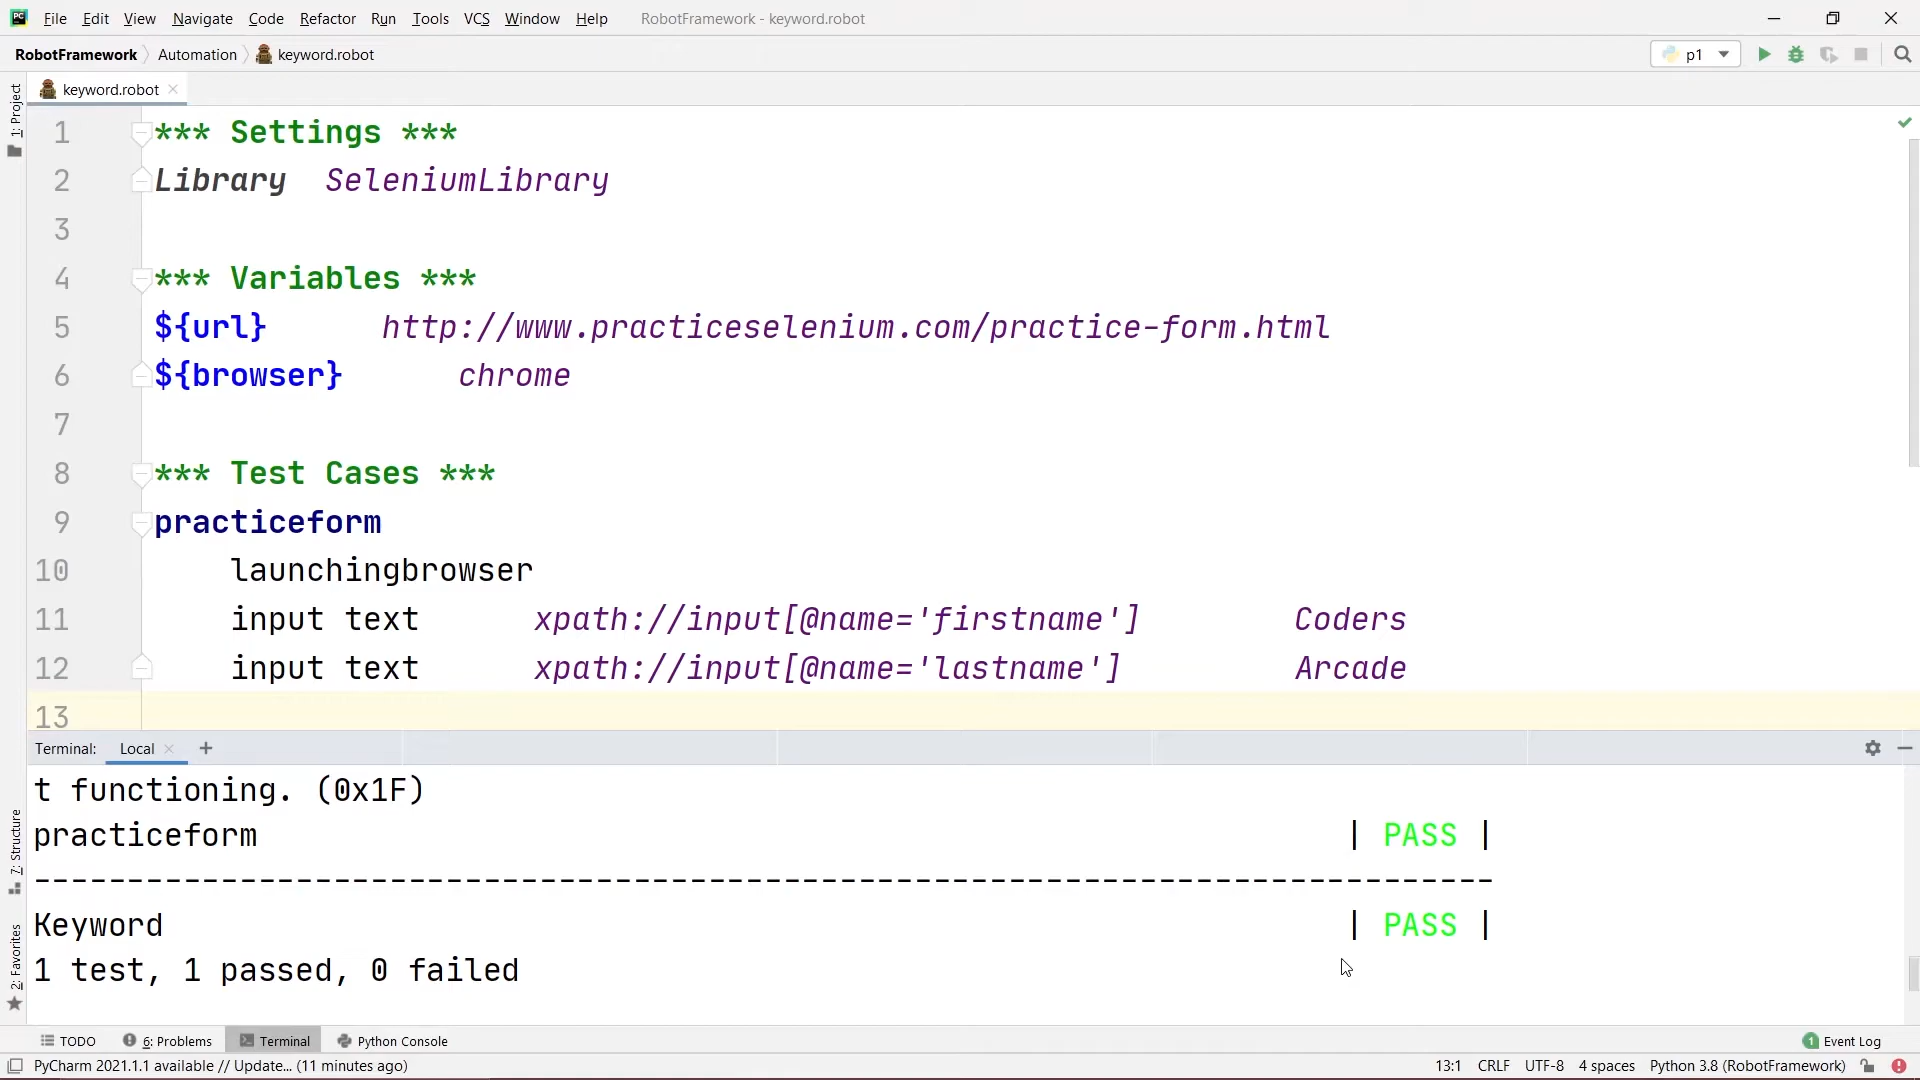 File Edit View Navigate Code Refactor Run Tools VCS Window Help RobotFramework - keyword.robot
RobotFramework Automation keyword.robot p1
1: Project
keyword.robot
1 *** Settings ***
2 Library SeleniumLibrary
3
4 *** Variables ***
5 ${url} http://www.practiceselenium.com/practice-form.html
6 ${browser} chrome
7
8 *** Test Cases ***
9 practiceform
10 launchingbrowser
11 input text xpath://input[@name='firstname'] Coders
12 input text xpath://input[@name='lastname'] Arcade
13
Terminal: Local +
t functioning. (0x1F)
practiceform | PASS |
------------------------------------------------------------------------------
Keyword | PASS |
1 test, 1 passed, 0 failed
7: Structure
2: Favorites
TODO 6: Problems Terminal Python Console 1 Event Log
PyCharm 2021.1.1 available // Update... (11 minutes ago) 13:1 CRLF UTF-8 4 spaces Python 3.8 (RobotFramework)